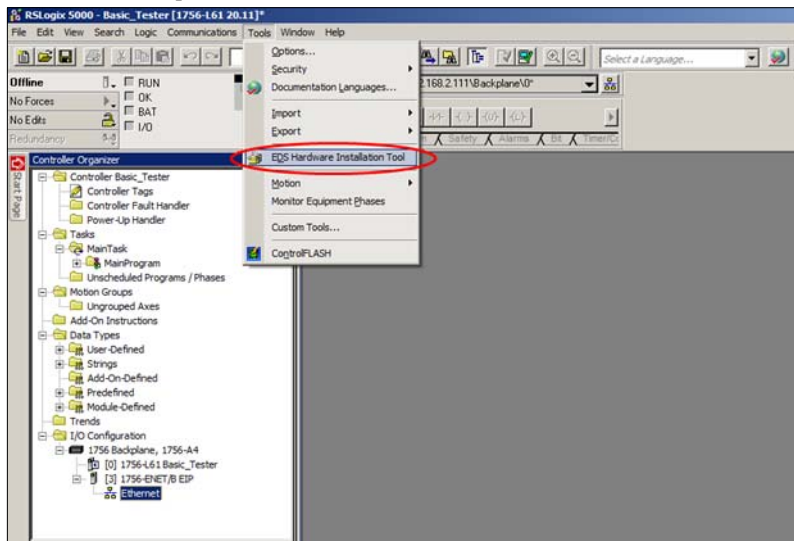 RSLogix 5000 - Basic_Tester [1756-L61 20.11]*
File Edit View Search Logic Communications Tools Window Help
Select a Language...
Options...
Security
Documentation Languages...
Import
Export
EDS Hardware Installation Tool
Motion
Monitor Equipment Phases
Custom Tools...
ControlFLASH
Offline
RUN
2.168.2.111\Backplane\0*
No Forces
OK
No Edits
BAT
Redundancy
I/O
Safety Alarms Bit Timer/C
Start Page
Controller Organizer
Controller Basic_Tester
Controller Tags
Controller Fault Handler
Power-Up Handler
Tasks
MainTask
MainProgram
Unscheduled Programs / Phases
Motion Groups
Ungrouped Axes
Add-On Instructions
Data Types
User-Defined
Strings
Add-On-Defined
Predefined
Module-Defined
Trends
I/O Configuration
1756 Backplane, 1756-A4
[0] 1756-L61 Basic_Tester
[3] 1756-ENET/B EIP
Ethernet